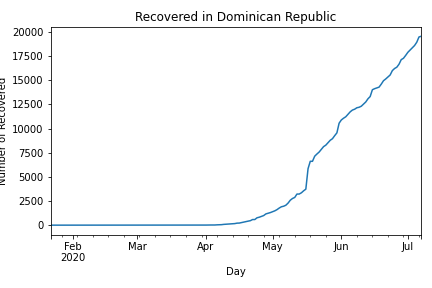 Recovered in Dominican Republic
20000
17500
15000
12500
10000
7500
5000
2500
0
Number of Recovered
Feb
2020
Mar
Apr
May
Jun
Jul
Day